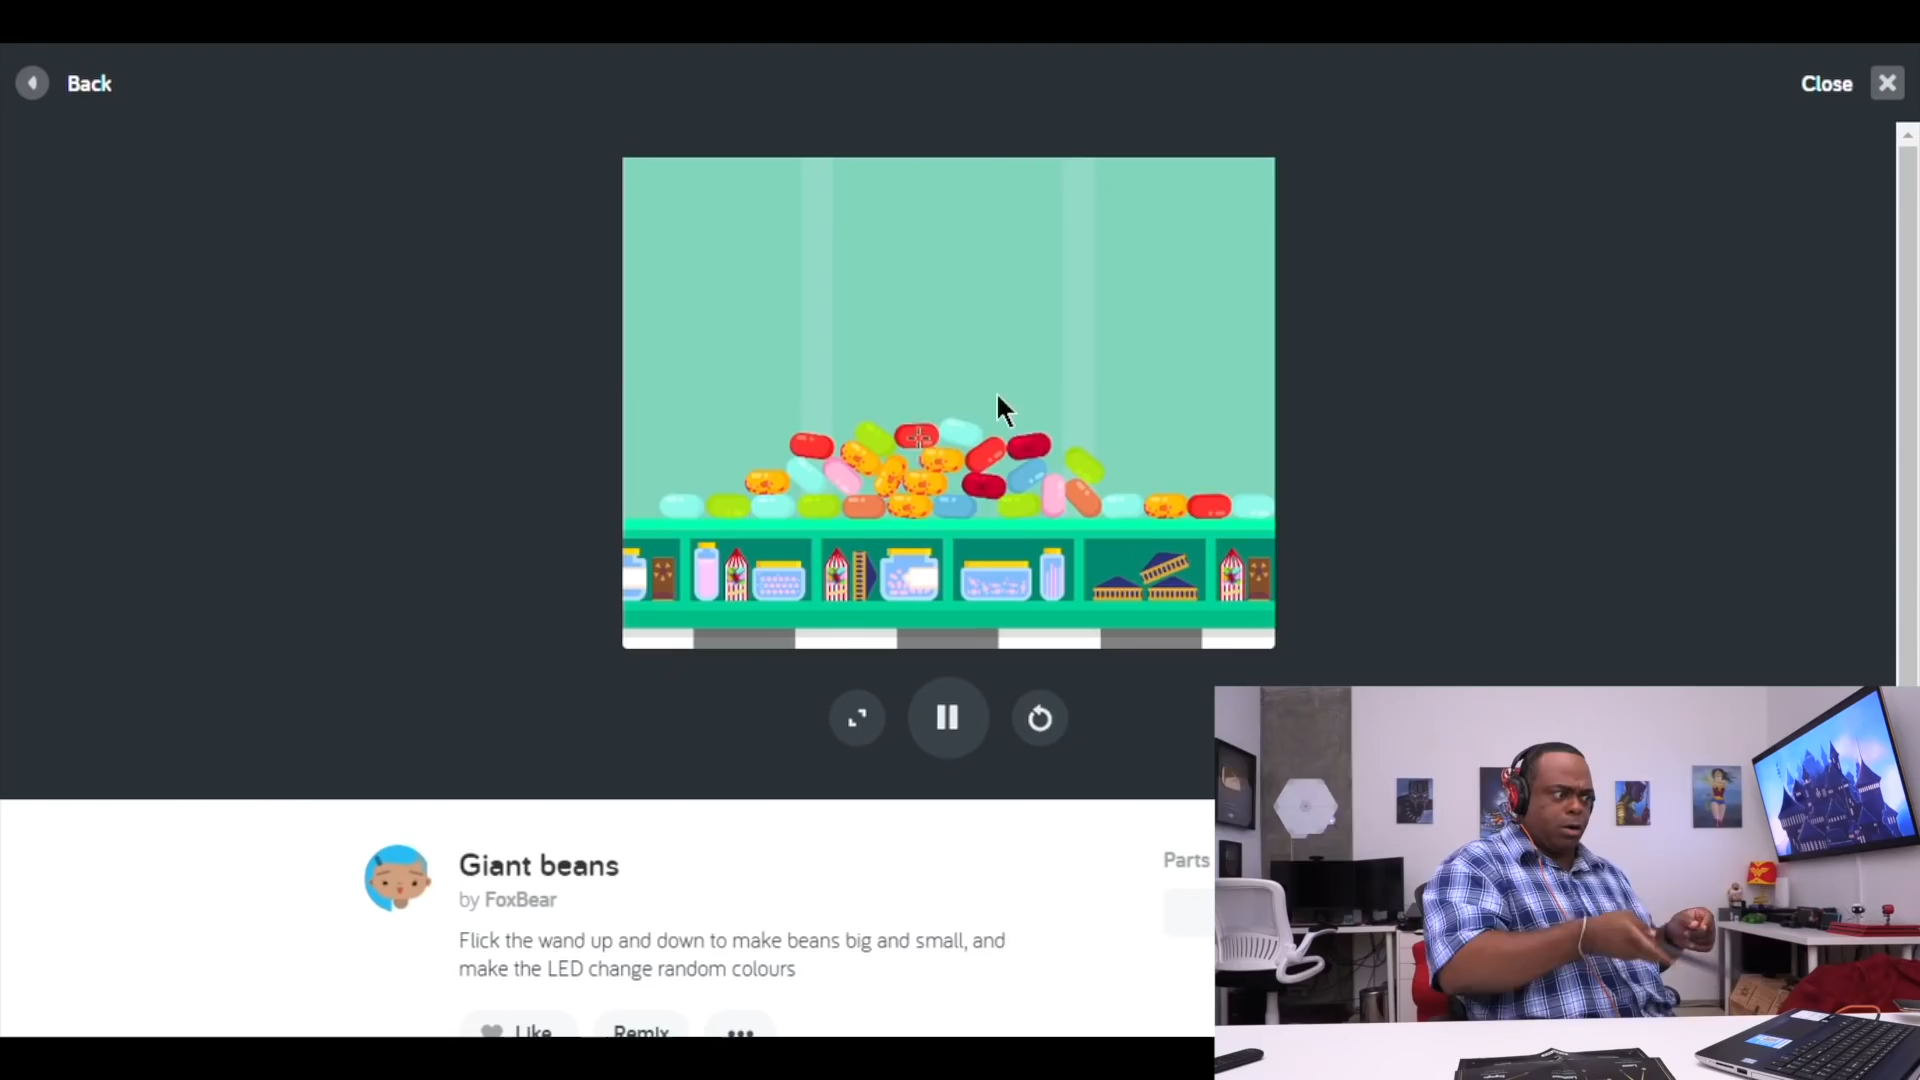 Back
Close
Giant beans
by FoxBear
Parts
Flick the wand up and down to make beans big and small, and
make the LED change random colours
Like
Remix